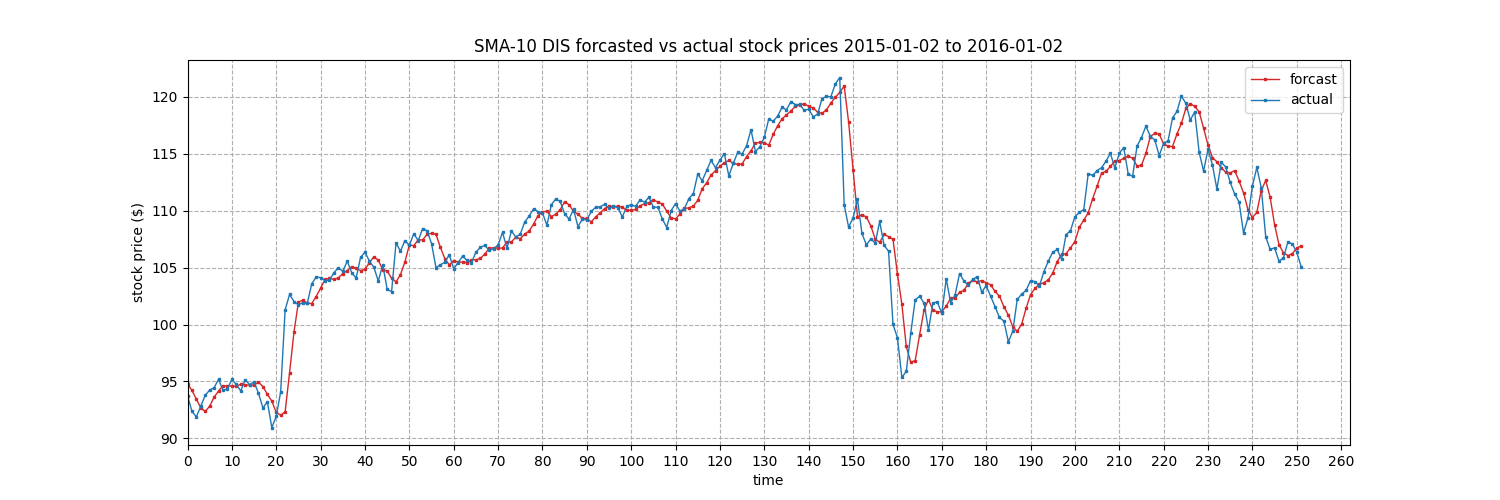 SMA-10 DIS forcasted vs actual stock prices 2015-01-02 to 2016-01-02
forcast
actual
120
115
110
105
100
95
90
stock price ($)
0 10 20 30 40 50 60 70 80 90 100 110 120 130 140 150 160 170 180 190 200 210 220 230 240 250 260
time